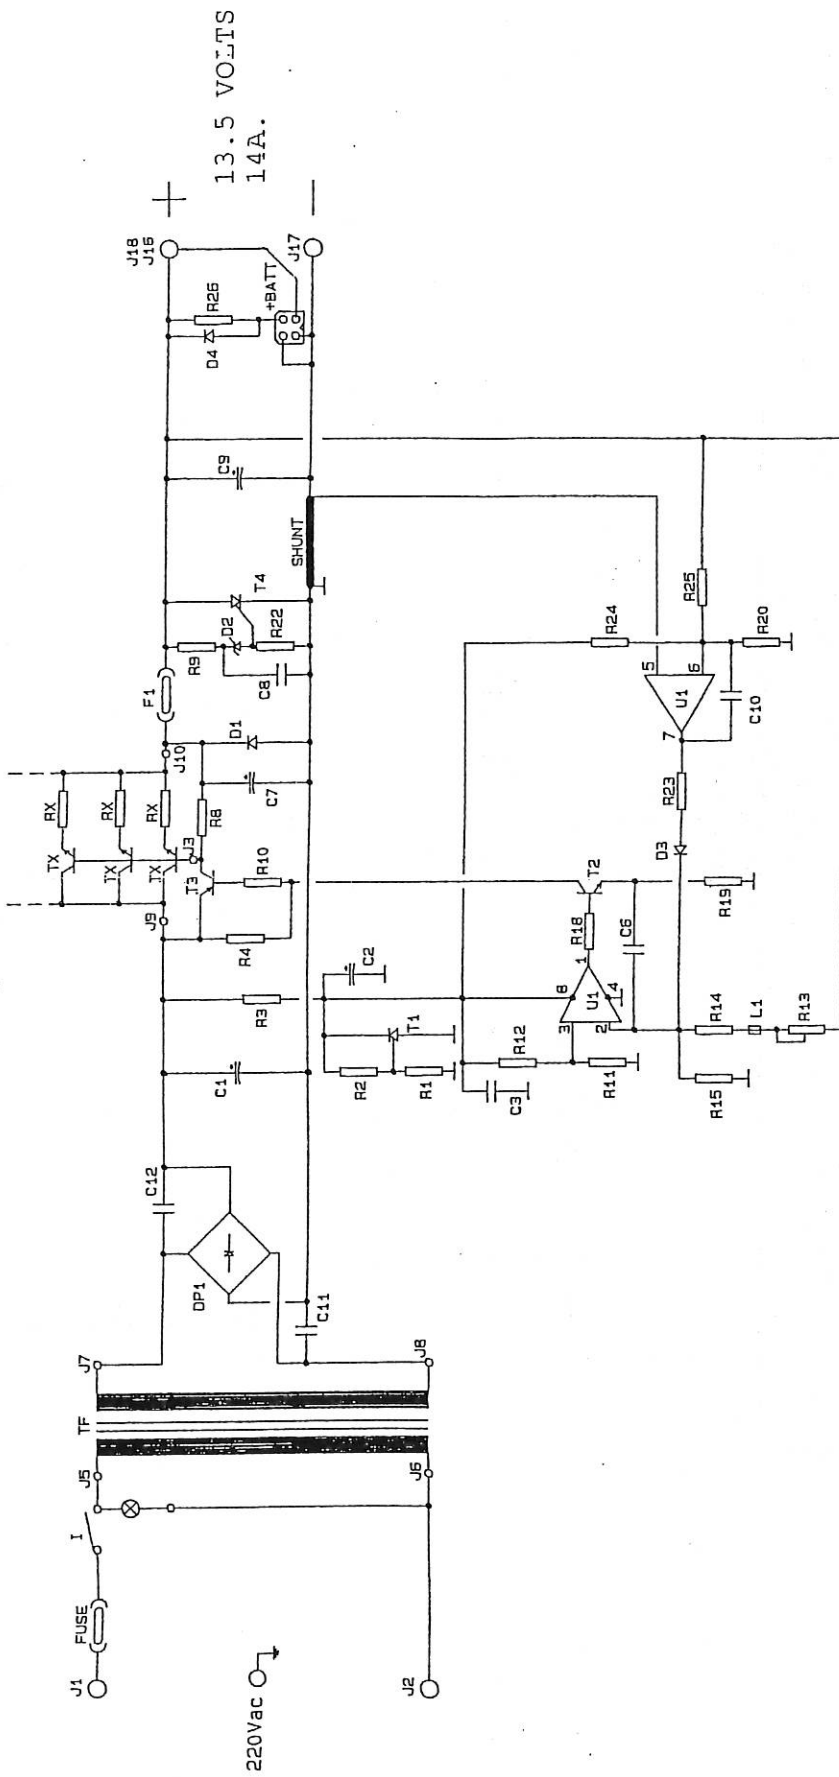 13.5 VOLTS
14A.
+
−
J18
J16
J17
+BATT
R26
D4
C9
SHUNT
T4
D2
R22
R9
C8
F1
D1
J10
C7
R8
RX
RX
RX
TX
TX
TX
J3
T3
R10
J9
R4
R3
C1
C2
T1
R2
R1
C12
DP1
C11
J7
J8
TF
J5
J6
I
FUSE
J1
J2
220Vac
R25
R24
R20
5
6
U1
7
C10
R23
D3
T2
R19
R18
C6
1
8
U1
4
3
2
R12
R11
C3
R14
L1
R13
R15